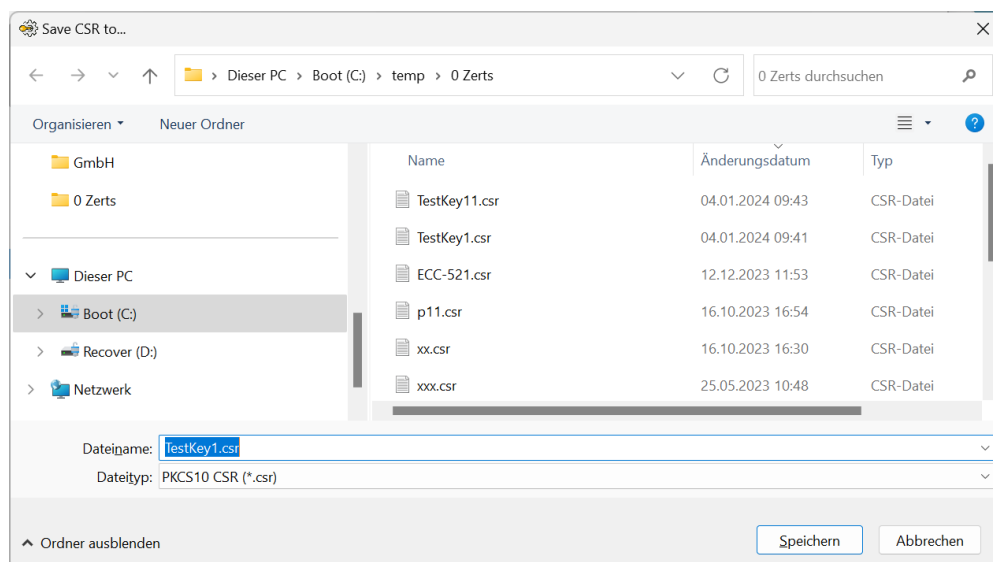 Save CSR to...
Dieser PC > Boot (C:) > temp > 0 Zerts
0 Zerts durchsuchen
Organisieren
Neuer Ordner
GmbH
0 Zerts
Dieser PC
Boot (C:)
Recover (D:)
Netzwerk
Name Änderungsdatum Typ
TestKey11.csr 04.01.2024 09:43 CSR-Datei
TestKey1.csr 04.01.2024 09:41 CSR-Datei
ECC-521.csr 12.12.2023 11:53 CSR-Datei
p11.csr 16.10.2023 16:54 CSR-Datei
xx.csr 16.10.2023 16:30 CSR-Datei
xxx.csr 25.05.2023 10:48 CSR-Datei
Dateiname: TestKey1.csr
Dateityp: PKCS10 CSR (*.csr)
Ordner ausblenden
Speichern
Abbrechen